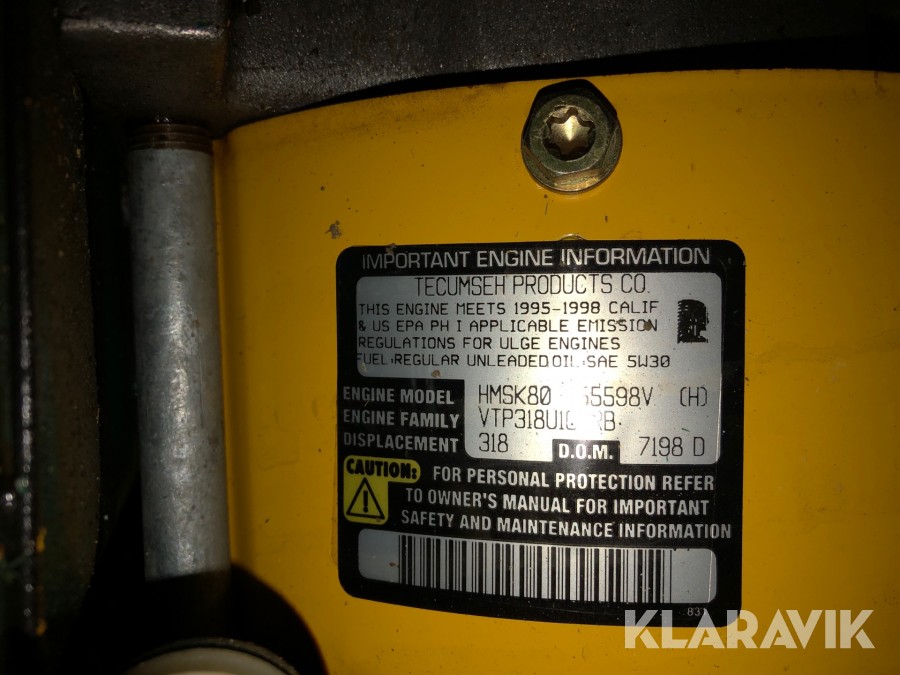 KLARAVIK
IMPORTANT ENGINE INFORMATION
TECUMSEH PRODUCTS CO.
THIS ENGINE MEETS 1995-1998 CALIF
& US EPA PH I APPLICABLE EMISSION
REGULATIONS FOR ULGE ENGINES
FUEL:REGULAR UNLEADED OIL:SAE 5W30
ENGINE MODEL HMSK80 (H)
ENGINE FAMILY
DISPLACEMENT 318 D.O.M. 7198 D
CAUTION: FOR PERSONAL PROTECTION REFER
TO OWNER'S MANUAL FOR IMPORTANT
SAFETY AND MAINTENANCE INFORMATION
KLARAVIK